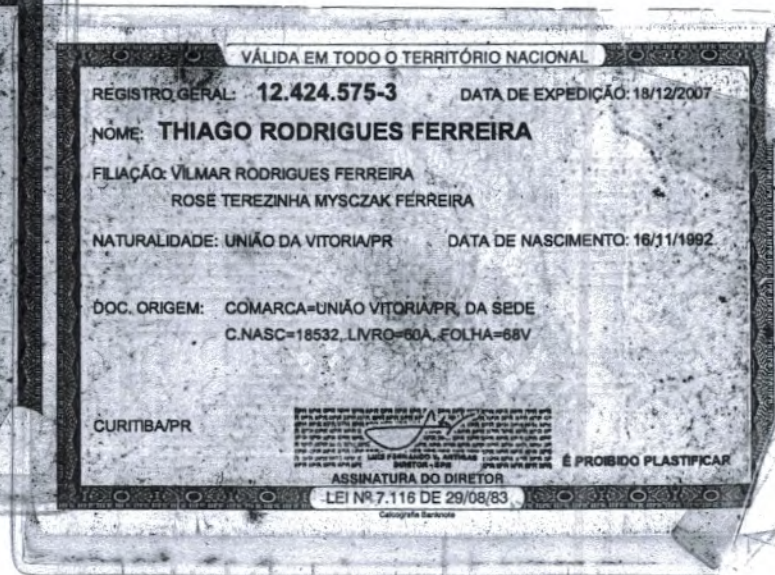 VÁLIDA EM TODO O TERRITÓRIO NACIONAL
REGISTRO GERAL: 12.424.575-3 DATA DE EXPEDIÇÃO: 18/12/2007
NOME: THIAGO RODRIGUES FERREIRA
FILIAÇÃO: VILMAR RODRIGUES FERREIRA
ROSE TEREZINHA MYSCZAK FERREIRA
NATURALIDADE: UNIÃO DA VITORIA/PR DATA DE NASCIMENTO: 16/11/1992
DOC. ORIGEM: COMARCA=UNIÃO VITORIA/PR, DA SEDE
C.NASC=18532, LIVRO=60A, FOLHA=68V
CURITIBA/PR
É PROIBIDO PLASTIFICAR
ASSINATURA DO DIRETOR
LEI Nº 7.116 DE 29/08/83